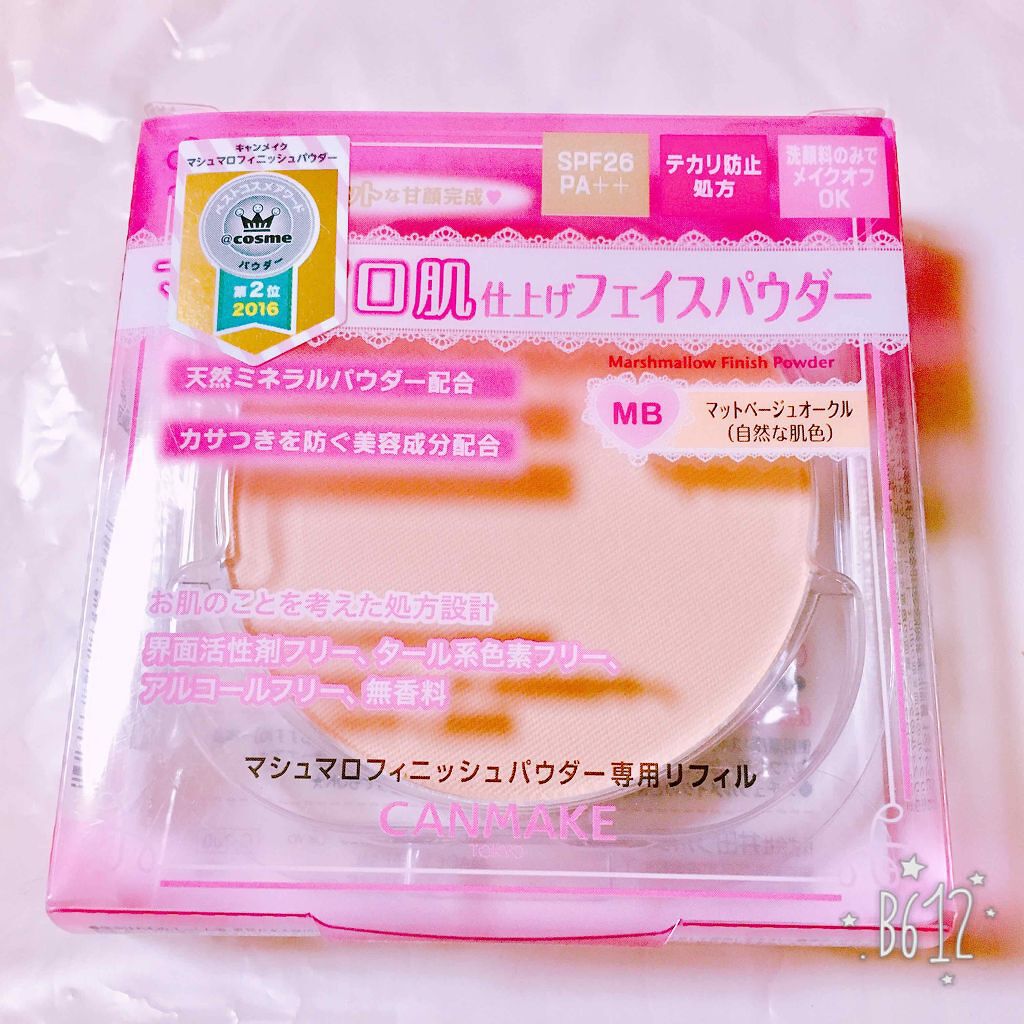 キャンメイク
マシュマロフィニッシュパウダー
ベストコスメアワード
@cosme
パウダー
第2位
2016
ットな甘顔完成♥
SPF26
PA++
テカリ防止
処方
洗顔料のみで
メイクオフ
OK
ロ肌仕上げフェイスパウダー
Marshmallow Finish Powder
天然ミネラルパウダー配合
MB
マットベージュオークル
(自然な肌色)
カサつきを防ぐ美容成分配合
お肌のことを考えた処方設計
界面活性剤フリー、タール系色素フリー、
アルコールフリー、無香料
マシュマロフィニッシュパウダー専用リフィル
CANMAKE
TOKYO
B612